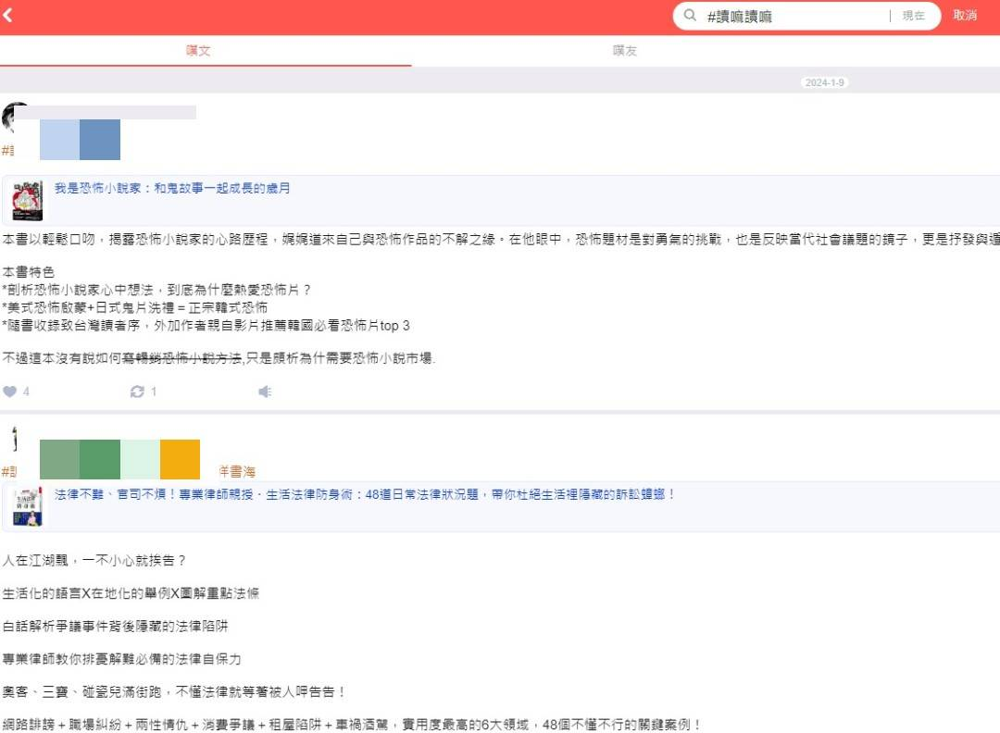 #讀嘛讀嘛
現在
取消
噗文
噗友
2024-1-9
我是恐怖小說家：和鬼故事一起成長的歲月
本書以輕鬆口吻，揭露恐怖小說家的心路歷程，娓娓道來自己與恐怖作品的不解之緣。在他眼中，恐怖題材是對勇氣的挑戰，也是反映當代社會議題的鏡子，更是抒發與遁
本書特色
*剖析恐怖小說家心中想法，到底為什麼熱愛恐怖片？
*美式恐怖啟蒙+日式鬼片洗禮＝正宗韓式恐怖
*隨書收錄致台灣讀者序，外加作者親自影片推薦韓國必看恐怖片top 3
不過這本沒有說如何寫暢銷恐怖小說方法,只是頗析為什需要恐怖小說市場.
4
1
洋書海
法律不難、官司不煩！專業律師親授．生活法律防身術：48道日常法律狀況題，帶你杜絕生活裡隱藏的訴訟蟑螂！
人在江湖飄，一不小心就挨告？
生活化的語言X在地化的舉例X圖解重點法條
白話解析爭議事件背後隱藏的法律陷阱
專業律師教你排憂解難必備的法律自保力
奧客、三寶、碰瓷兒滿街跑，不懂法律就等著被人呷告告！
網路誹謗＋職場糾紛＋兩性情仇＋消費爭議＋租屋陷阱＋車禍酒駕，實用度最高的6大領域，48個不懂不行的關鍵案例！